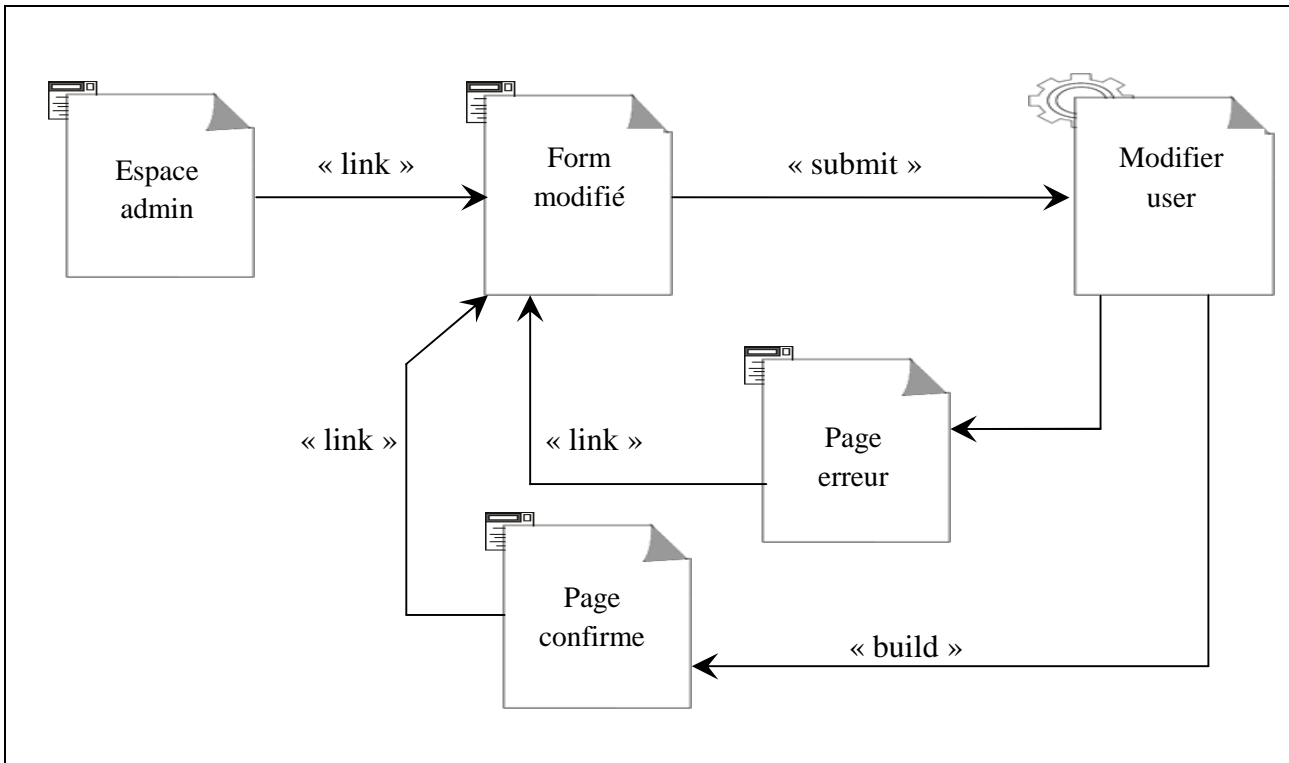 Espace
admin
« link »
Form
modifié
« submit »
Modifier
user
« link »
« link »
Page
erreur
Page
confirme
« build »